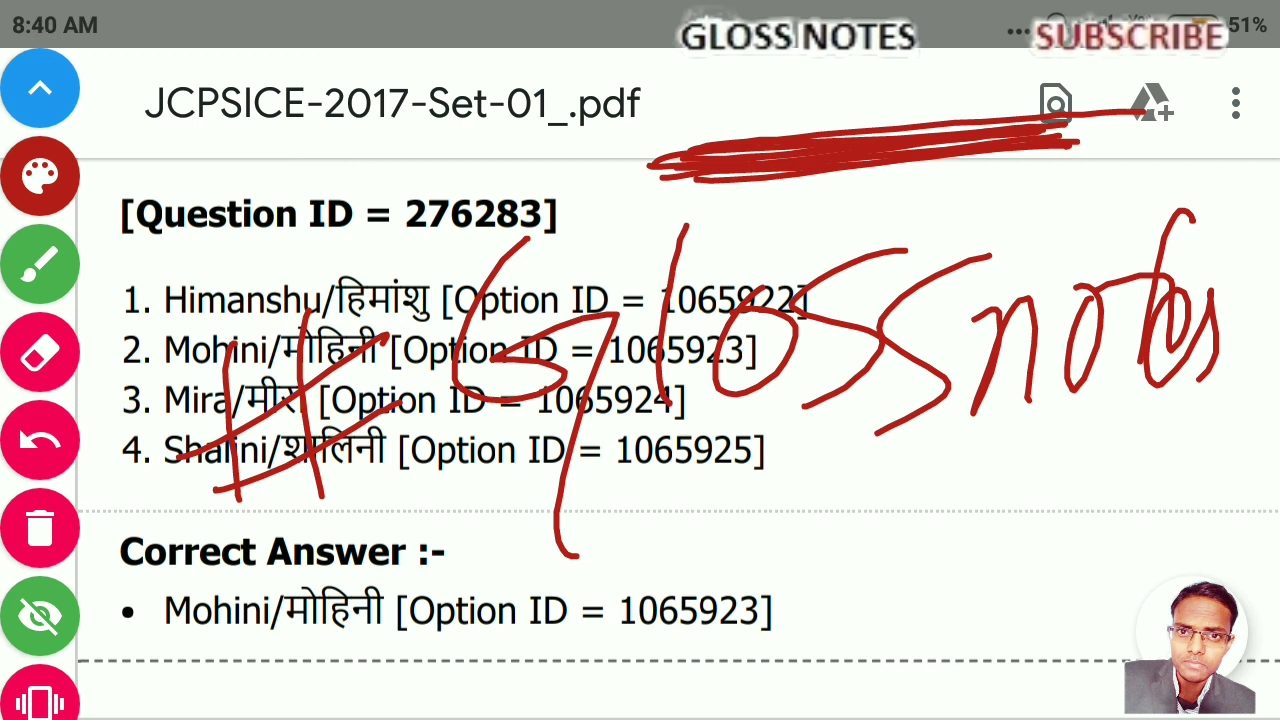 8:40 AM
GLOSS NOTES
SUBSCRIBE
51%
JCPSICE-2017-Set-01_.pdf
[Question ID = 276283]
1. Himanshu/हिमांशु [Option ID = 1065922]
2. Mohini/मोहिनी [Option ID = 1065923]
3. Mira/मीरा [Option ID = 1065924]
4. Shalini/शालिनी [Option ID = 1065925]
# Gloss notes
Correct Answer :-
• Mohini/मोहिनी [Option ID = 1065923]